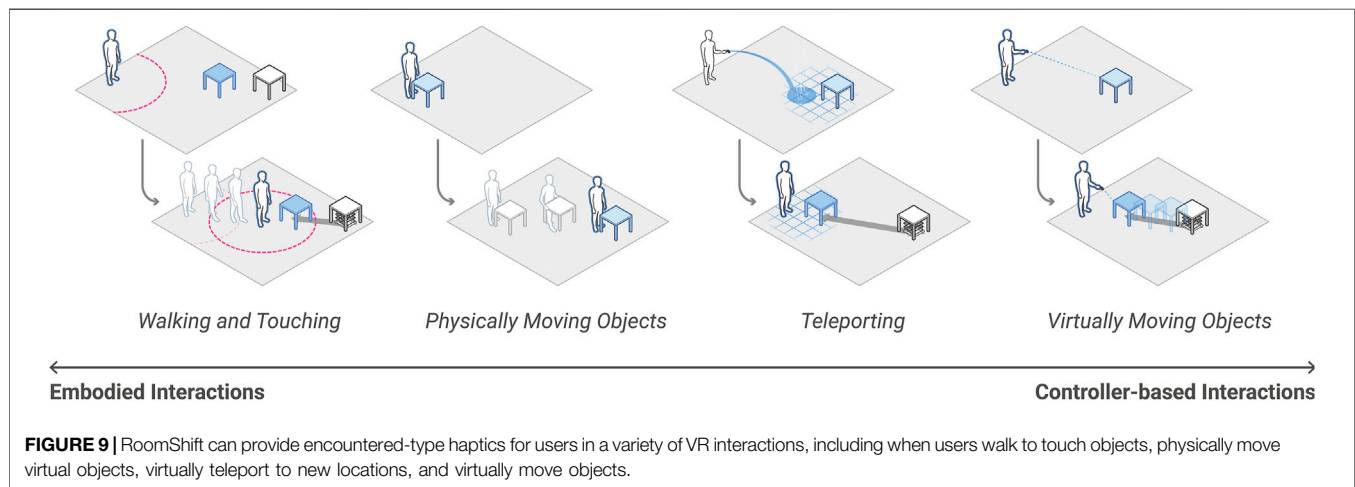 Walking and Touching
Physically Moving Objects
Teleporting
Virtually Moving Objects
Embodied Interactions
Controller-based Interactions
FIGURE 9 | RoomShift can provide encountered-type haptics for users in a variety of VR interactions, including when users walk to touch objects, physically move
virtual objects, virtually teleport to new locations, and virtually move objects.